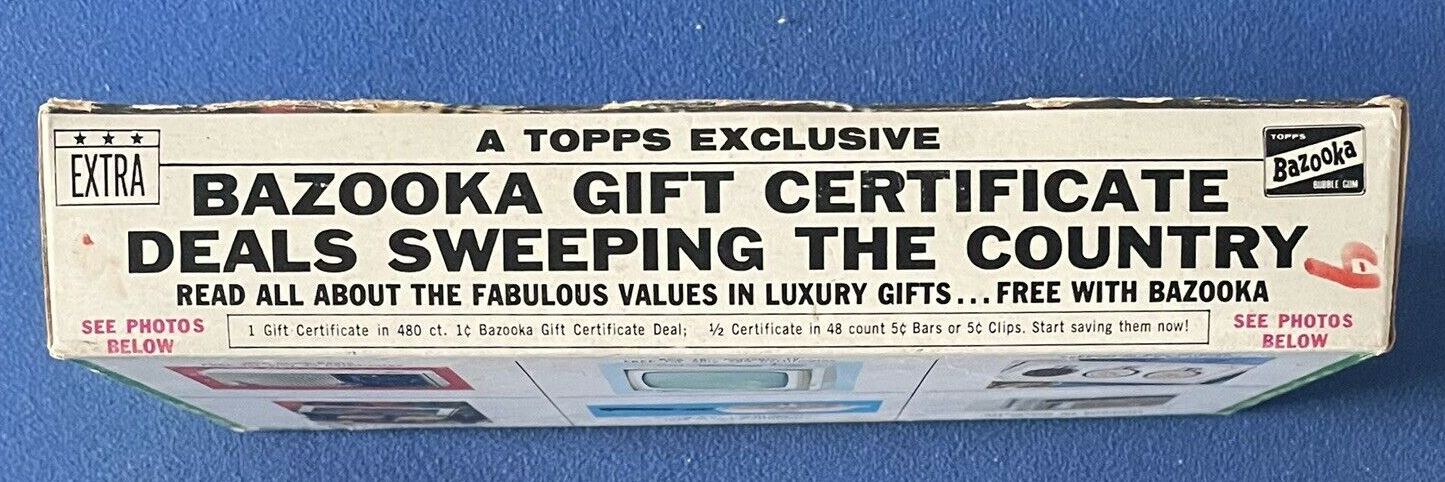 ★ ★ ★
EXTRA
A TOPPS EXCLUSIVE
TOPPS
Bazooka
BUBBLE GUM
BAZOOKA GIFT CERTIFICATE
DEALS SWEEPING THE COUNTRY
READ ALL ABOUT THE FABULOUS VALUES IN LUXURY GIFTS...FREE WITH BAZOOKA
SEE PHOTOS
BELOW
1 Gift Certificate in 480 ct. 1¢ Bazooka Gift Certificate Deal; ½ Certificate in 48 count 5¢ Bars or 5¢ Clips. Start saving them now!
SEE PHOTOS
BELOW